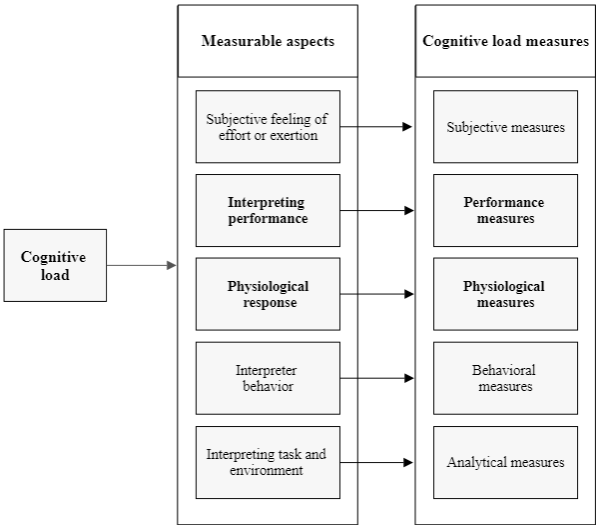 Measurable aspects
Cognitive load measures
Subjective feeling of
effort or exertion
Subjective measures
Interpreting
performance
Performance
measures
Cognitive
load
Physiological
response
Physiological
measures
Interpreter
behavior
Behavioral
measures
Interpreting task and
environment
Analytical measures